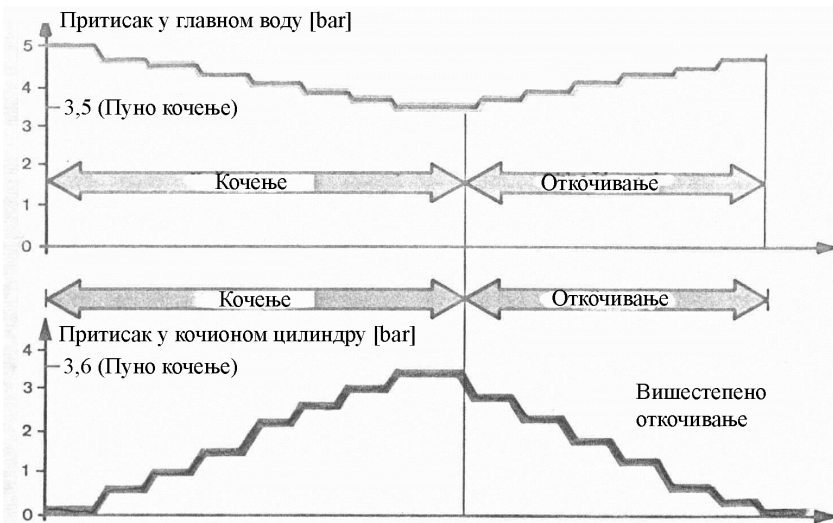 Притисак у главном воду [bar]
5
4
3,5 (Пуно кочење)
3
2
Кочење
Откочивање
1
0
Кочење
Откочивање
Притисак у кочионом цилиндру [bar]
4
3,6 (Пуно кочење)
3
Вишестепено
откочивање
2
1
0